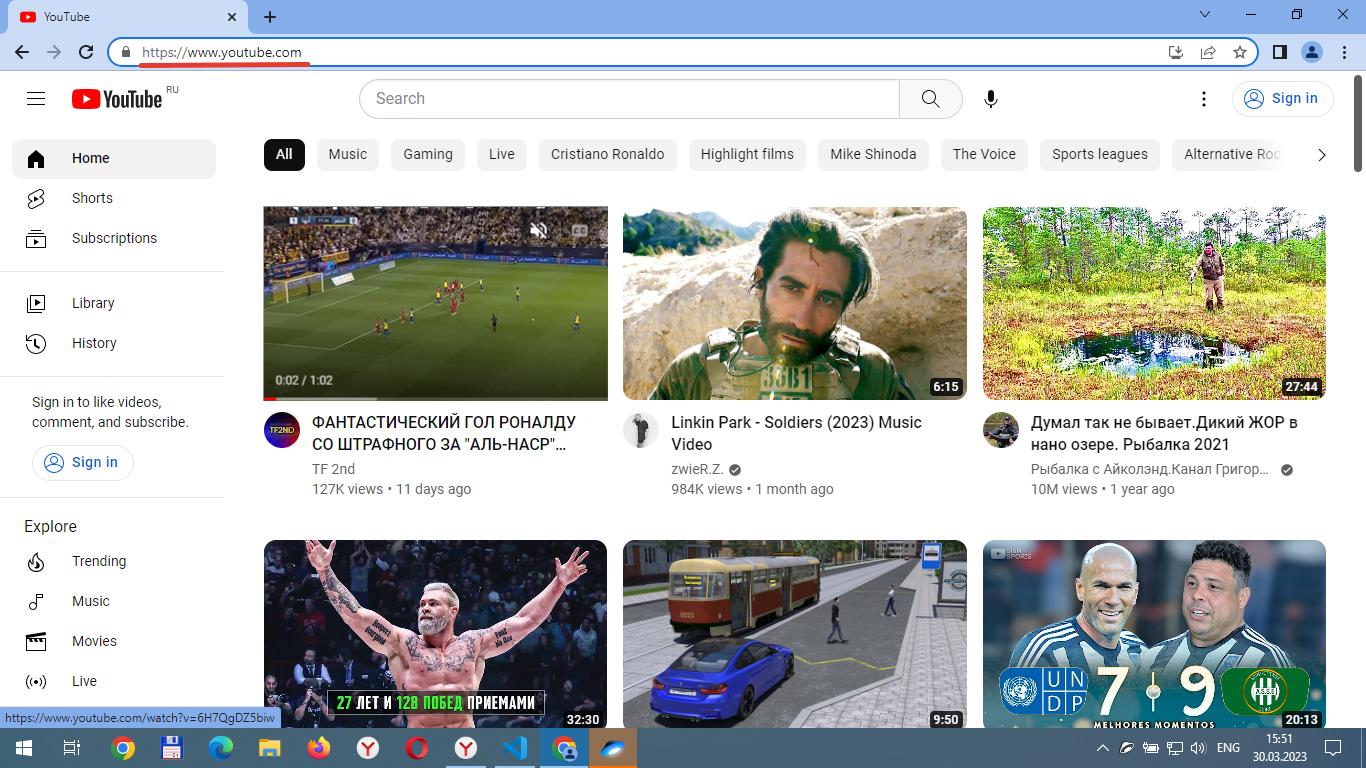 YouTube
https://www.youtube.com
YouTube RU
Search
Sign in
Home
Shorts
Subscriptions
Library
History
Sign in to like videos,
comment, and subscribe.
Sign in
Explore
Trending
Music
Movies
Live
All
Music
Gaming
Live
Cristiano Ronaldo
Highlight films
Mike Shinoda
The Voice
Sports leagues
Alternative Roc
0:02 / 1:02
ФАНТАСТИЧЕСКИЙ ГОЛ РОНАЛДУ
СО ШТРАФНОГО ЗА "АЛЬ-НАСР"...
TF2ND
TF 2nd
127K views • 11 days ago
6:15
Linkin Park - Soldiers (2023) Music
Video
zwieR.Z.
984K views • 1 month ago
27:44
Думал так не бывает.Дикий ЖОР в
нано озере. Рыбалка 2021
Рыбалка с Айколэнд.Канал Григор...
10M views • 1 year ago
27 ЛЕТ И 128 ПОБЕД ПРИЕМАМИ
32:30
9:50
SIAM SPORTS
UN
DP
7 9
MELHORES MOMENTOS
20:13
https://www.youtube.com/watch?v=6H7QgDZ5biw
ENG
15:51
30.03.2023